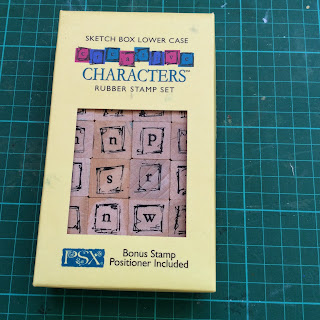 SKETCH BOX LOWER CASE
CHARACTERS™
RUBBER STAMP SET
n p
s r
n w
PSX
Bonus Stamp
Positioner Included